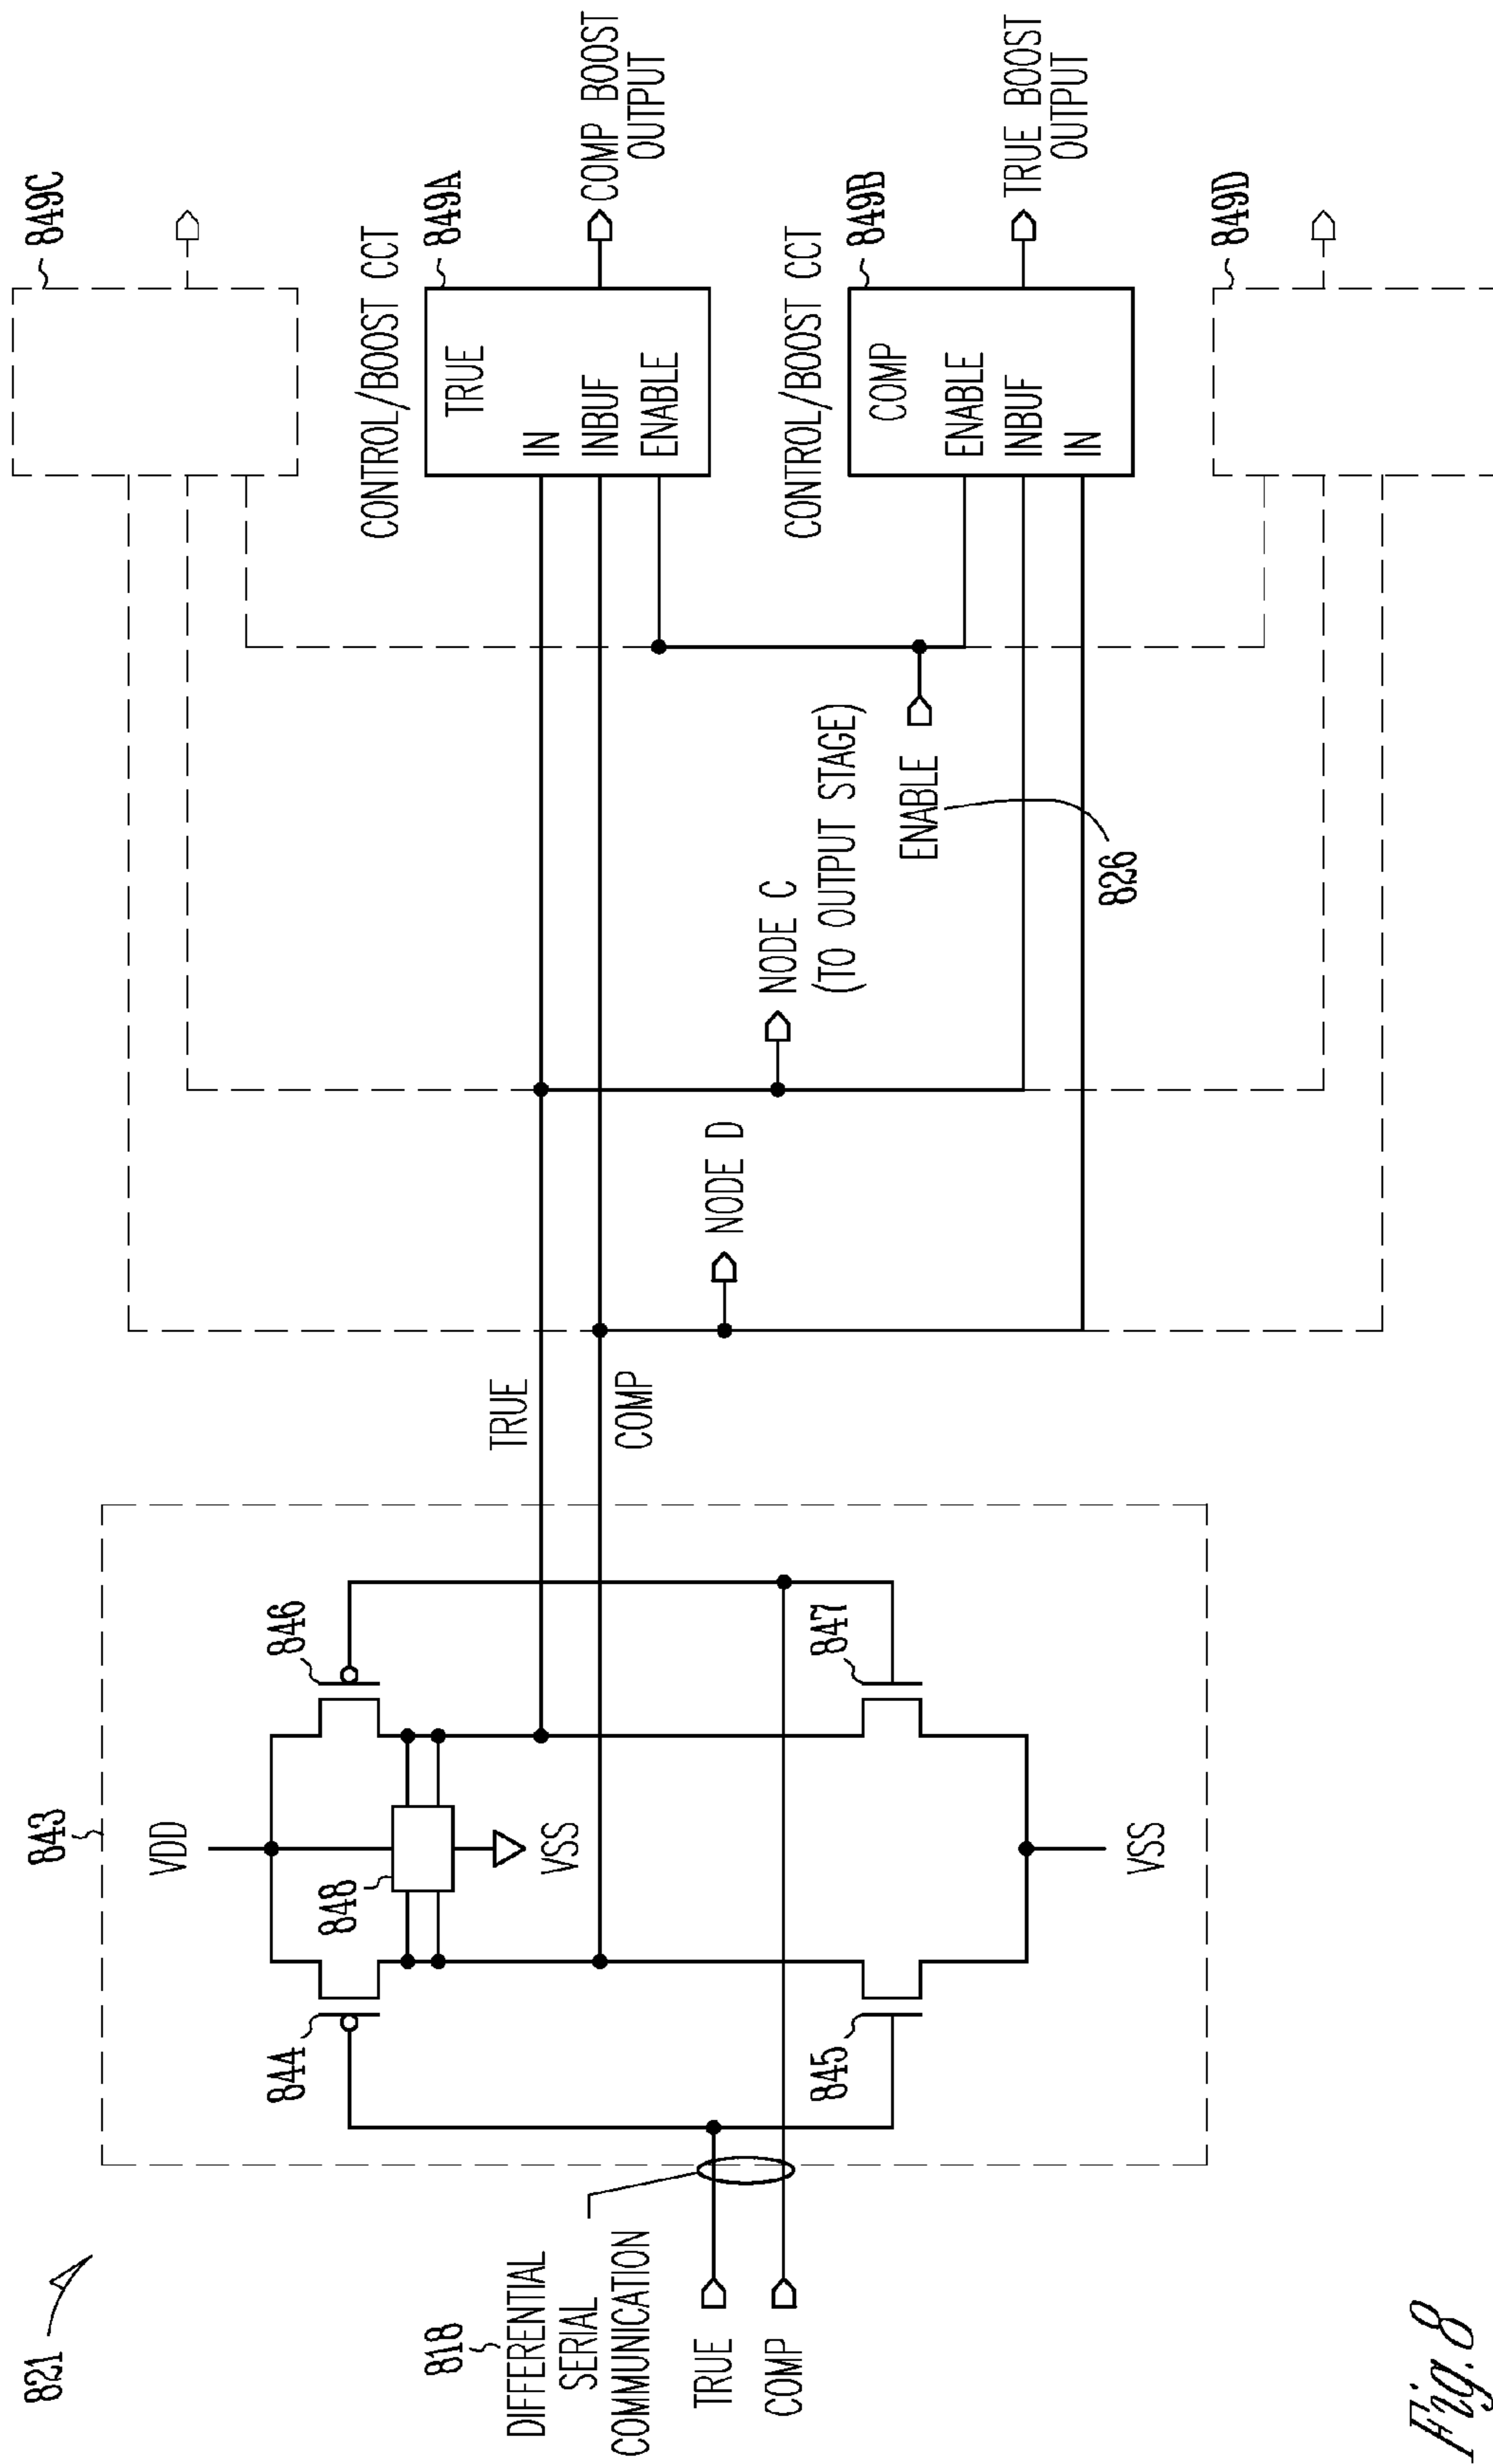 821
818
DIFFERENTIAL
SERIAL
COMMUNICATION
TRUE
COMP
843
VDD
844
846
848
VSS
845
847
VSS
TRUE
COMP
NODE D
NODE C
(TO OUTPUT STAGE)
ENABLE
826
849C
CONTROL/BOOST CCT
849A
TRUE
IN
INBUF
ENABLE
COMP BOOST
OUTPUT
CONTROL/BOOST CCT
849B
COMP
ENABLE
INBUF
IN
TRUE BOOST
OUTPUT
849D
Fig. 8